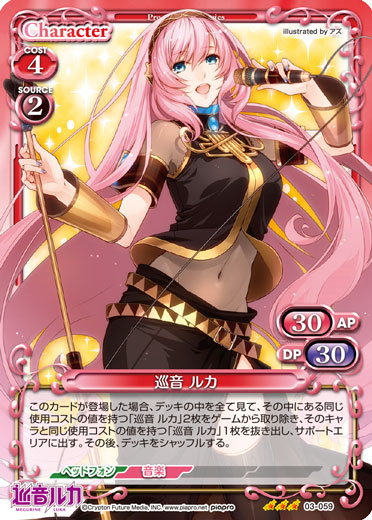 Character
illustrated by アズ
COST
4
SOURCE
2
30 AP
DP 30
巡音 ルカ
このカードが登場した場合、デッキの中を全て見て、その中にある同じ
使用コストの値を持つ「巡音 ルカ」2枚をゲームから取り除き、そのキャ
ラと同じ使用コストの値を持つ「巡音 ルカ」1枚を抜き出し、サポートエ
リアに出す。その後、デッキをシャッフルする。
ヘッドフォン
音楽
巡音ルカ
MEGURINE LUKA
©Crypton Future Media, INC. www.piapro.net piapro
03-059